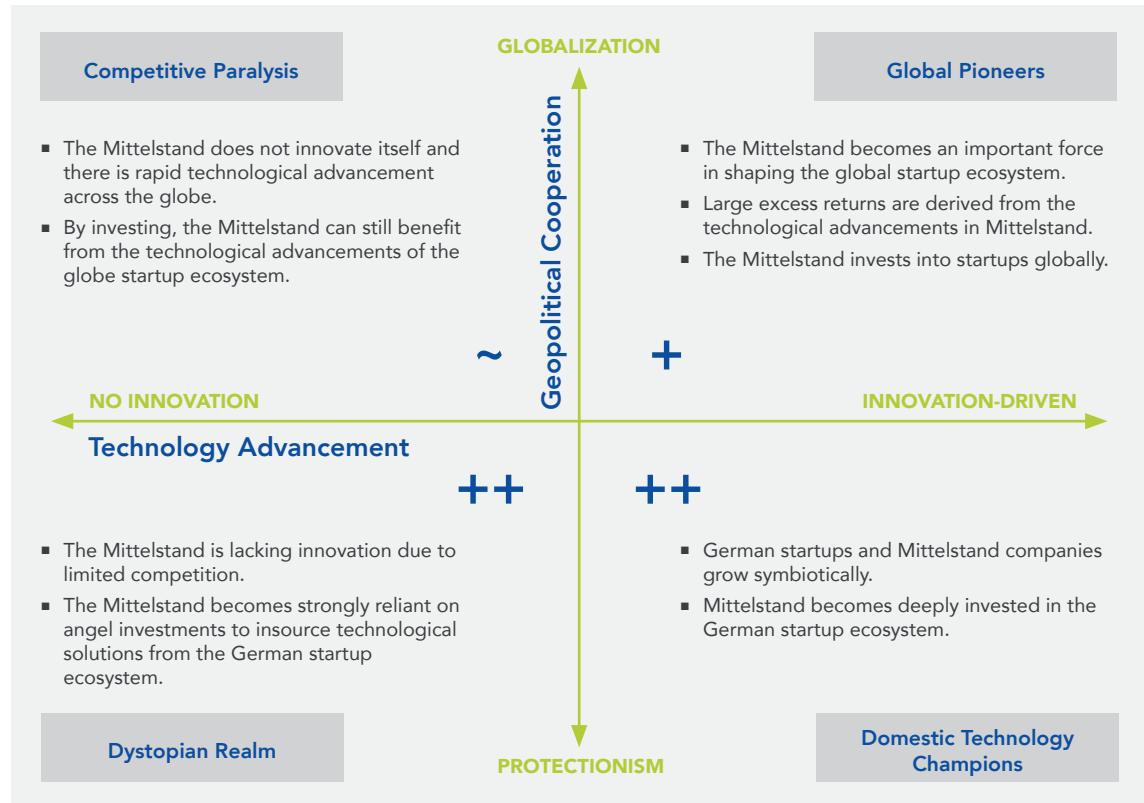 GLOBALIZATION
Competitive Paralysis
▪ The Mittelstand does not innovate itself and
there is rapid technological advancement
across the globe.
▪ By investing, the Mittelstand can still benefit
from the technological advancements of the
globe startup ecosystem.
~
Geopolitical Cooperation
Global Pioneers
▪ The Mittelstand becomes an important force
in shaping the global startup ecosystem.
▪ Large excess returns are derived from the
technological advancements in Mittelstand.
▪ The Mittelstand invests into startups globally.
+
NO INNOVATION
INNOVATION-DRIVEN
Technology Advancement
++
++
▪ The Mittelstand is lacking innovation due to
limited competition.
▪ The Mittelstand becomes strongly reliant on
angel investments to insource technological
solutions from the German startup
ecosystem.
Dystopian Realm
▪ German startups and Mittelstand companies
grow symbiotically.
▪ Mittelstand becomes deeply invested in the
German startup ecosystem.
Domestic Technology
Champions
PROTECTIONISM